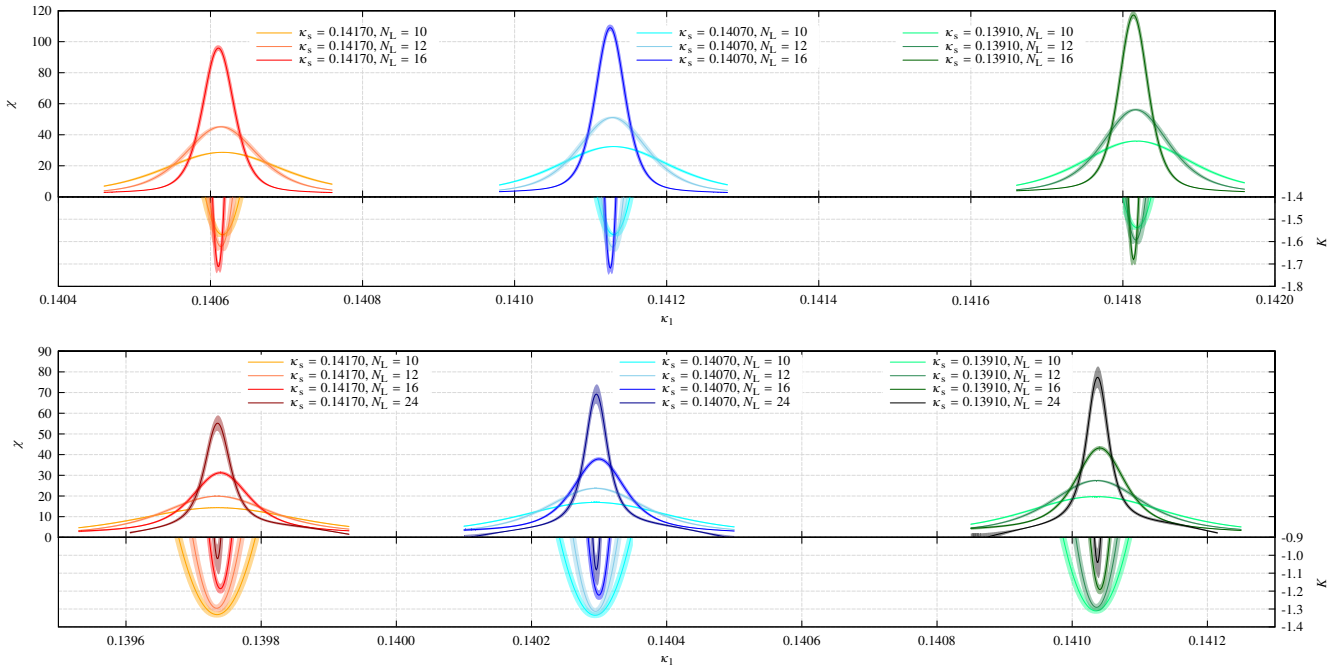 120
100
80
60
40
20
0
χ
κs = 0.14170, NL = 10
κs = 0.14170, NL = 12
κs = 0.14170, NL = 16
κs = 0.14070, NL = 10
κs = 0.14070, NL = 12
κs = 0.14070, NL = 16
κs = 0.13910, NL = 10
κs = 0.13910, NL = 12
κs = 0.13910, NL = 16
-1.4
-1.5
-1.6
-1.7
-1.8
K
0.1404 0.1406 0.1408 0.1410 0.1412 0.1414 0.1416 0.1418 0.1420
κl
90
80
70
60
50
40
30
20
10
0
χ
κs = 0.14170, NL = 10
κs = 0.14170, NL = 12
κs = 0.14170, NL = 16
κs = 0.14170, NL = 24
κs = 0.14070, NL = 10
κs = 0.14070, NL = 12
κs = 0.14070, NL = 16
κs = 0.14070, NL = 24
κs = 0.13910, NL = 10
κs = 0.13910, NL = 12
κs = 0.13910, NL = 16
κs = 0.13910, NL = 24
-0.9
-1.0
-1.1
-1.2
-1.3
-1.4
K
0.1396 0.1398 0.1400 0.1402 0.1404 0.1406 0.1408 0.1410 0.1412
κl